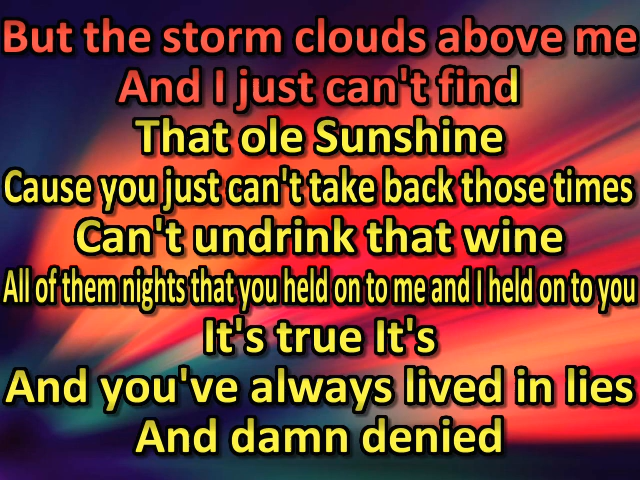 But the storm clouds above me
And I just can't find
That ole Sunshine
Cause you just can't take back those times
Can't undrink that wine
All of them nights that you held on to me and I held on to you
It's true It's
And you've always lived in lies
And damn denied